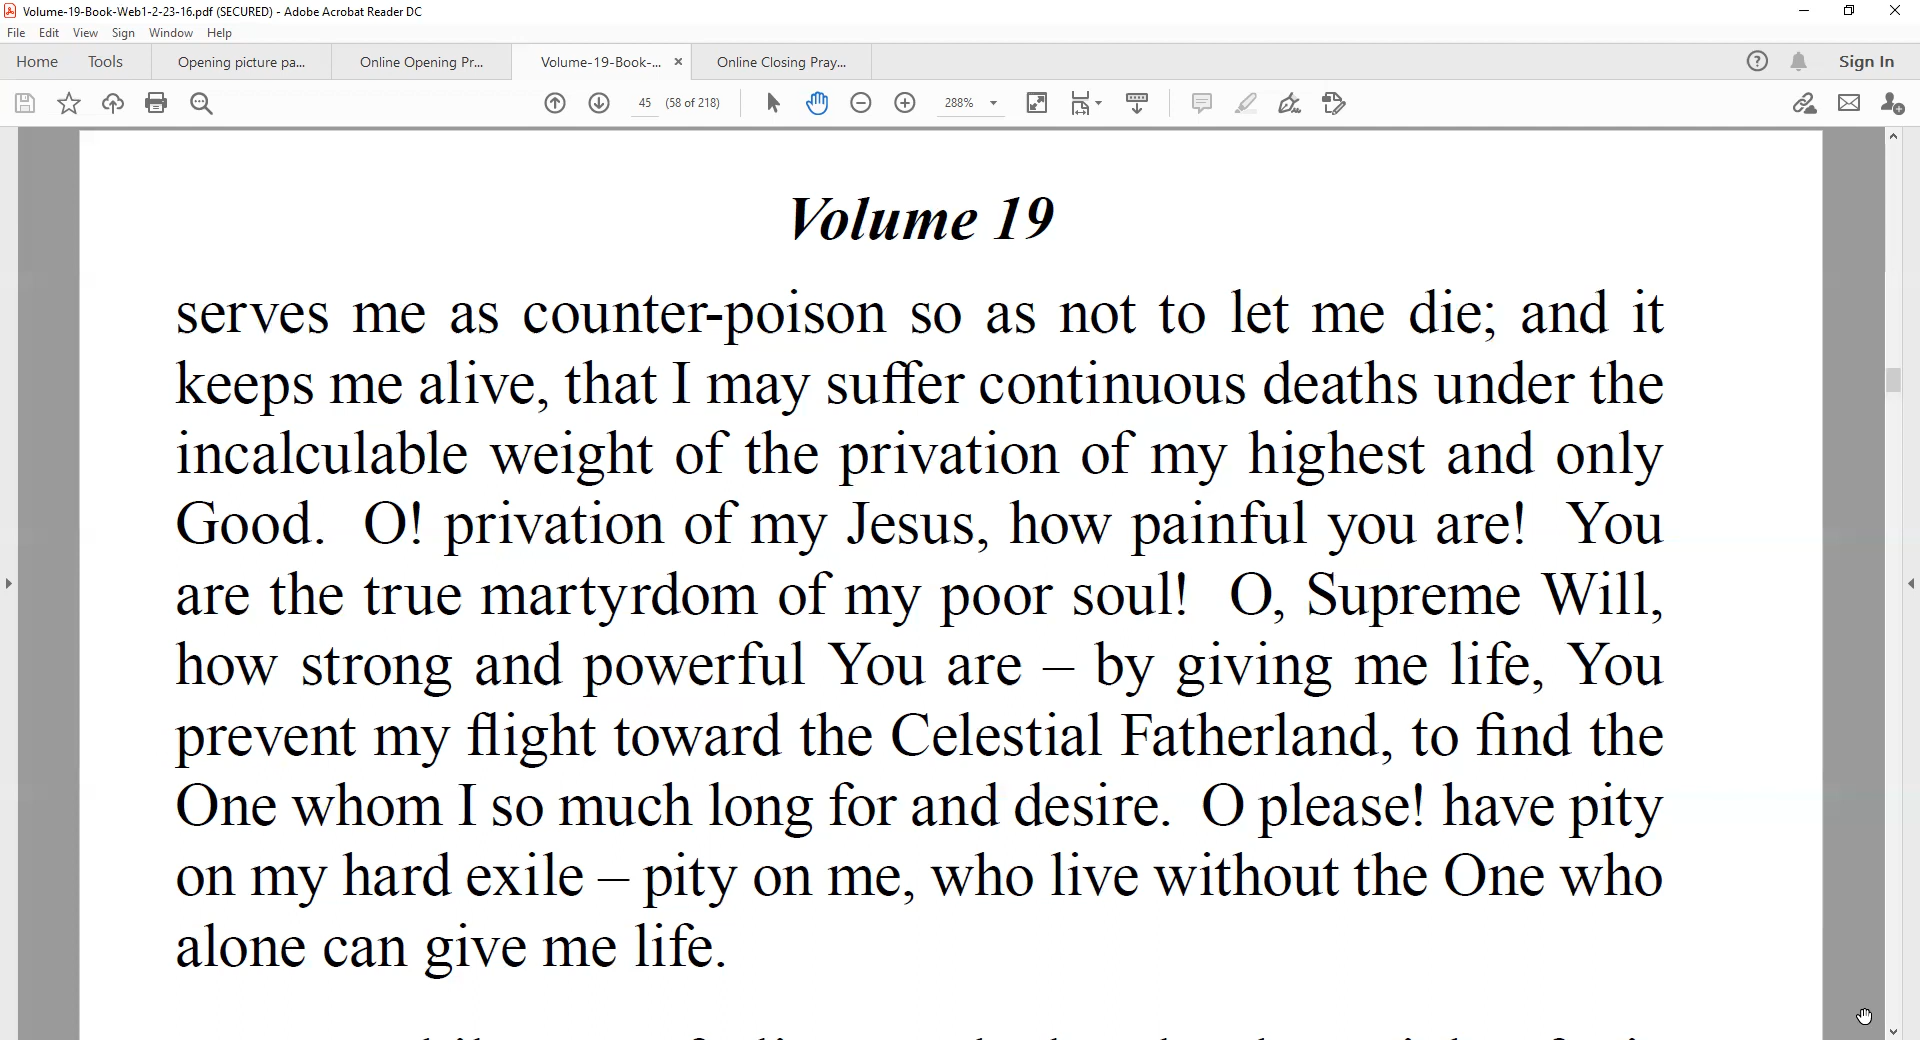 Volume-19-Book-Web1-2-23-16.pdf (SECURED) - Adobe Acrobat Reader DC
File Edit View Sign Window Help
Home Tools Opening picture pa... Online Opening Pr... Volume-19-Book-... × Online Closing Pray... Sign In
45 (58 of 218) 288%
Volume 19
serves me as counter-poison so as not to let me die; and it
keeps me alive, that I may suffer continuous deaths under the
incalculable weight of the privation of my highest and only
Good. O! privation of my Jesus, how painful you are! You
are the true martyrdom of my poor soul! O, Supreme Will,
how strong and powerful You are – by giving me life, You
prevent my flight toward the Celestial Fatherland, to find the
One whom I so much long for and desire. O please! have pity
on my hard exile – pity on me, who live without the One who
alone can give me life.